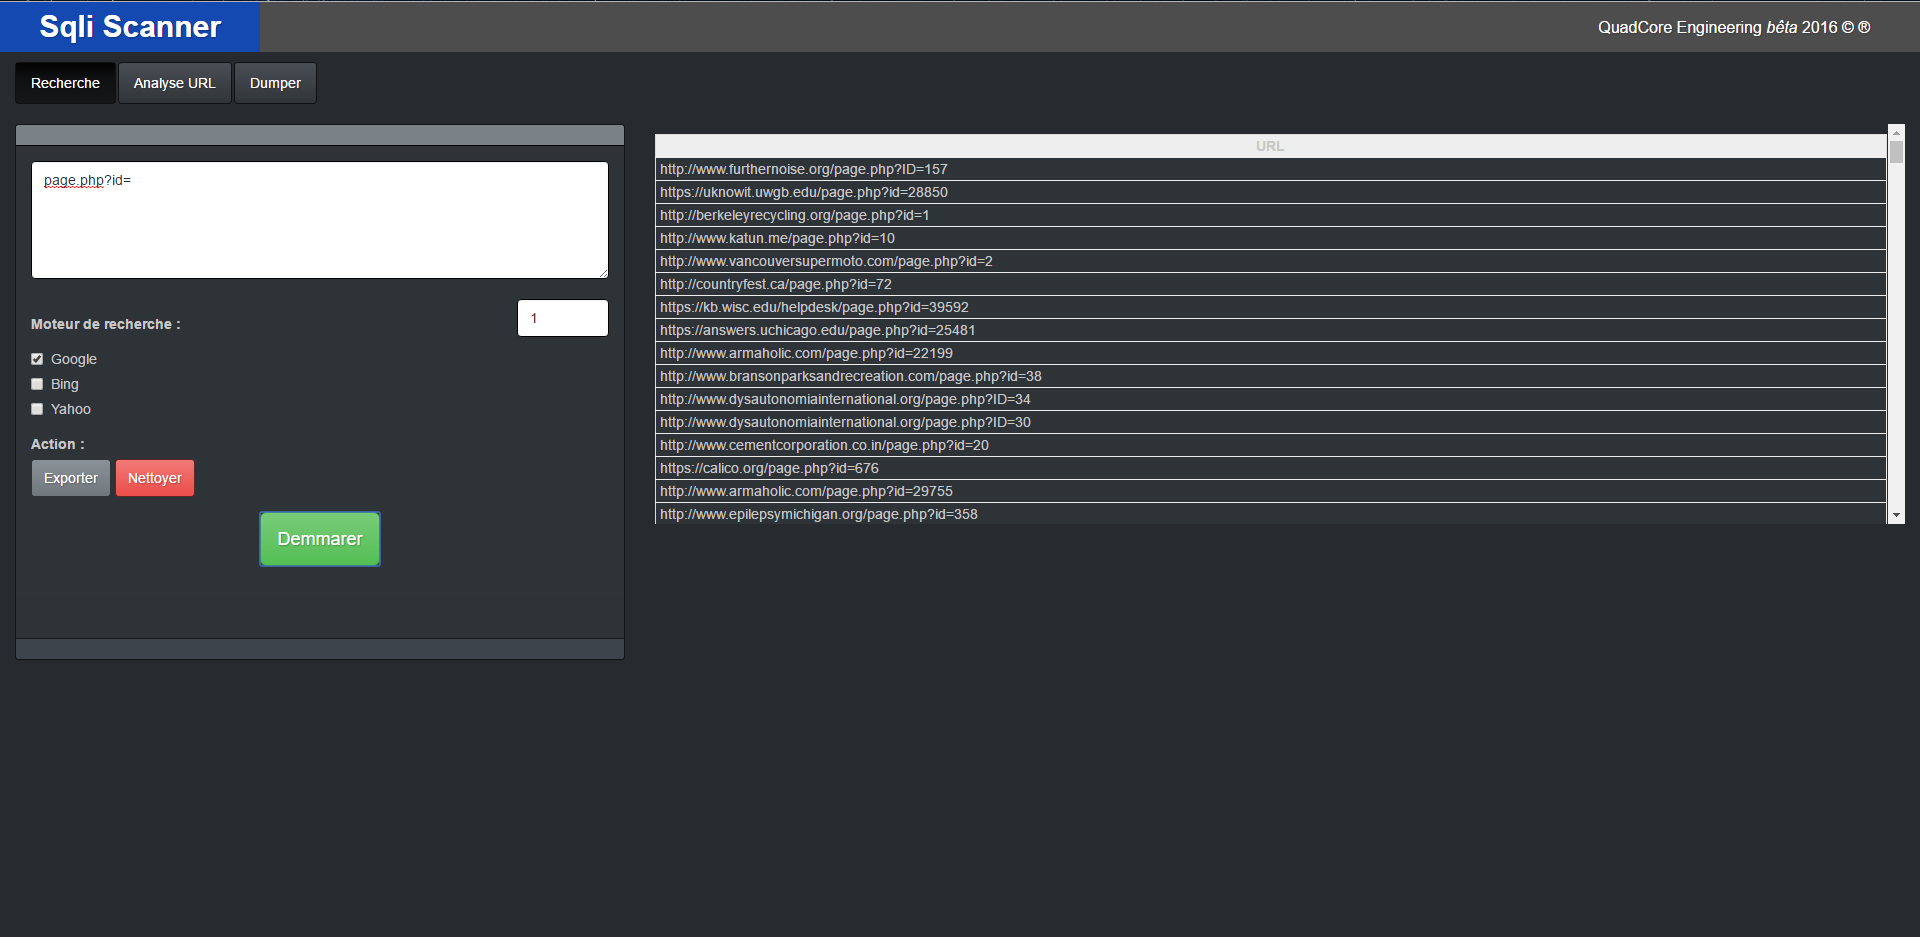 Sqli Scanner
QuadCore Engineering bêta 2016 © ®
Recherche
Analyse URL
Dumper
page.php?id=
Moteur de recherche :
1
Google
Bing
Yahoo
Action :
Exporter
Nettoyer
Demmarer
URL
http://www.furthernoise.org/page.php?ID=157
https://uknowit.uwgb.edu/page.php?id=28850
http://berkeleyrecycling.org/page.php?id=1
http://www.katun.me/page.php?id=10
http://www.vancouversupermoto.com/page.php?id=2
http://countryfest.ca/page.php?id=72
https://kb.wisc.edu/helpdesk/page.php?id=39592
https://answers.uchicago.edu/page.php?id=25481
http://www.armaholic.com/page.php?id=22199
http://www.bransonparksandrecreation.com/page.php?id=38
http://www.dysautonomiainternational.org/page.php?ID=34
http://www.dysautonomiainternational.org/page.php?ID=30
http://www.cementcorporation.co.in/page.php?id=20
https://calico.org/page.php?id=676
http://www.armaholic.com/page.php?id=29755
http://www.epilepsymichigan.org/page.php?id=358